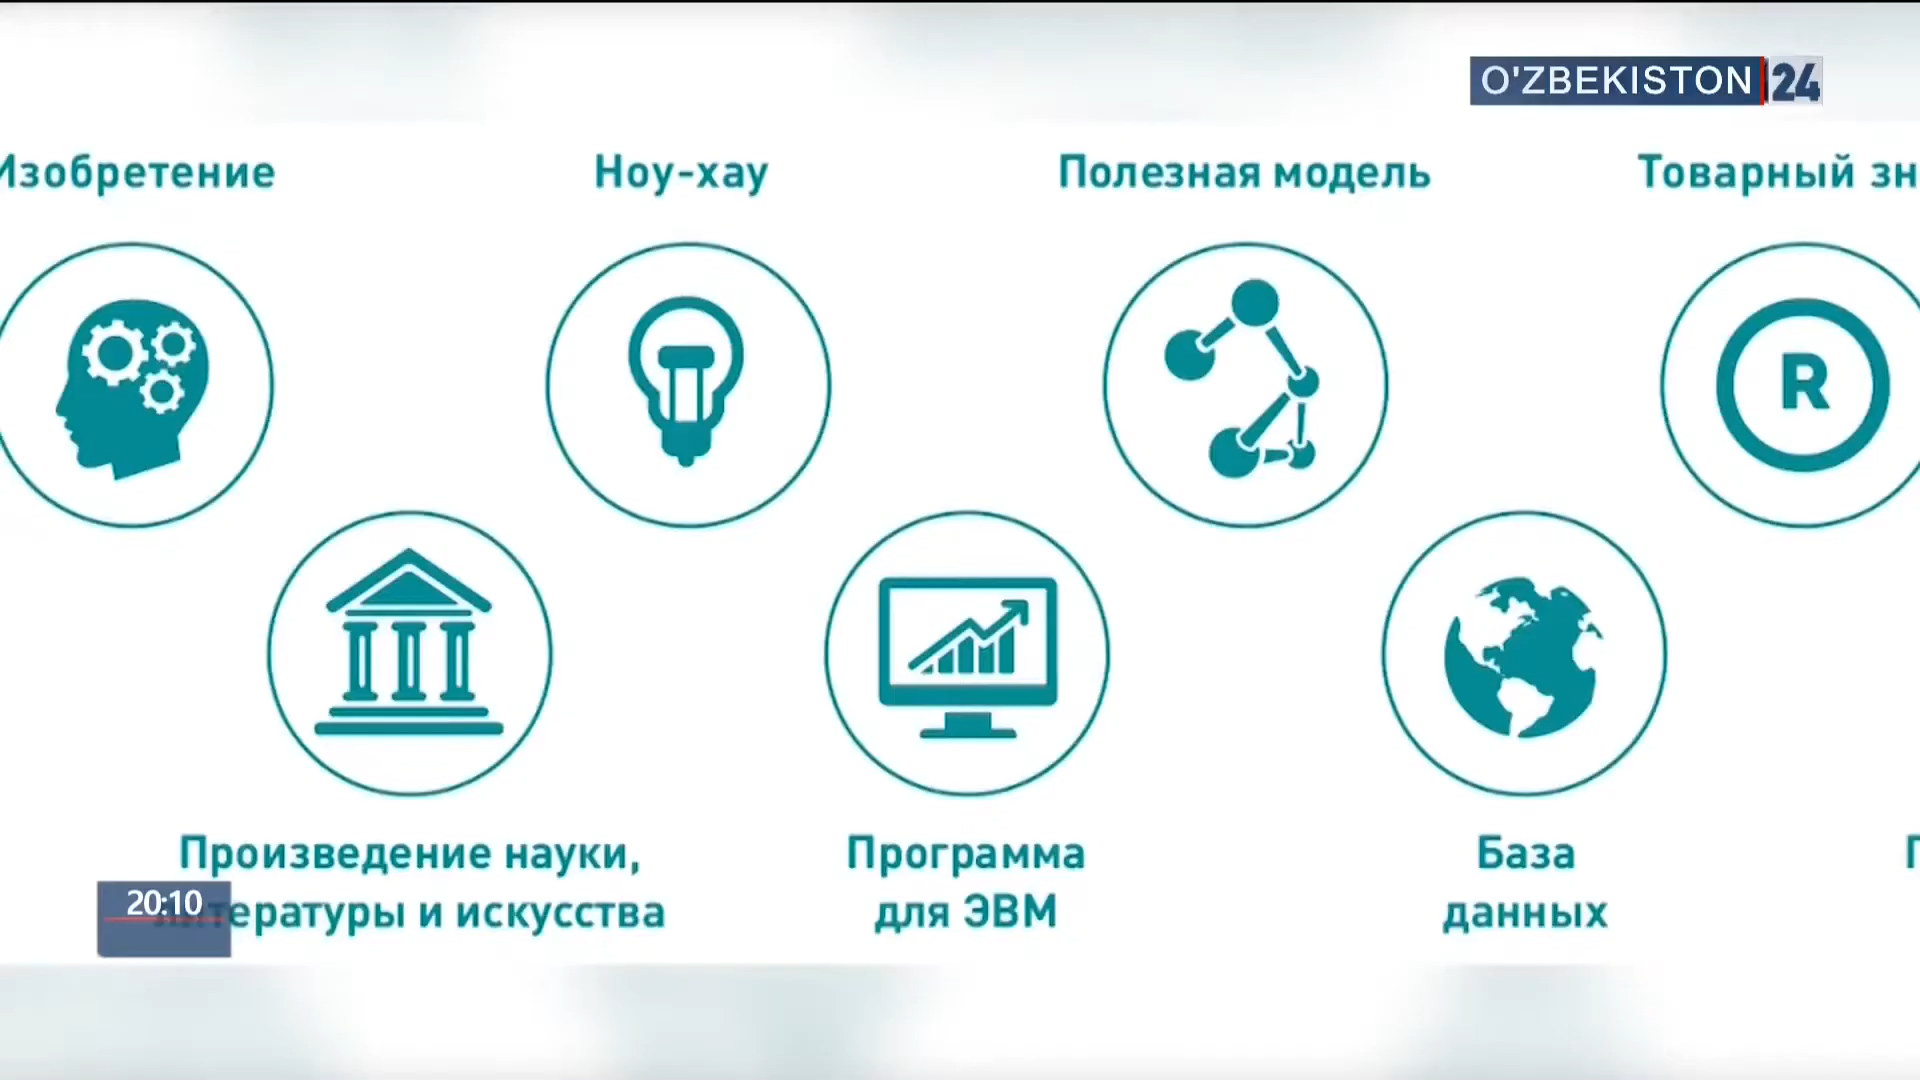 O'ZBEKISTON 24
Изобретение
Ноу-хау
Полезная модель
Товарный зн
R
Произведение науки,
ературы и искусства
Программа
для ЭВМ
База
данных
20:10